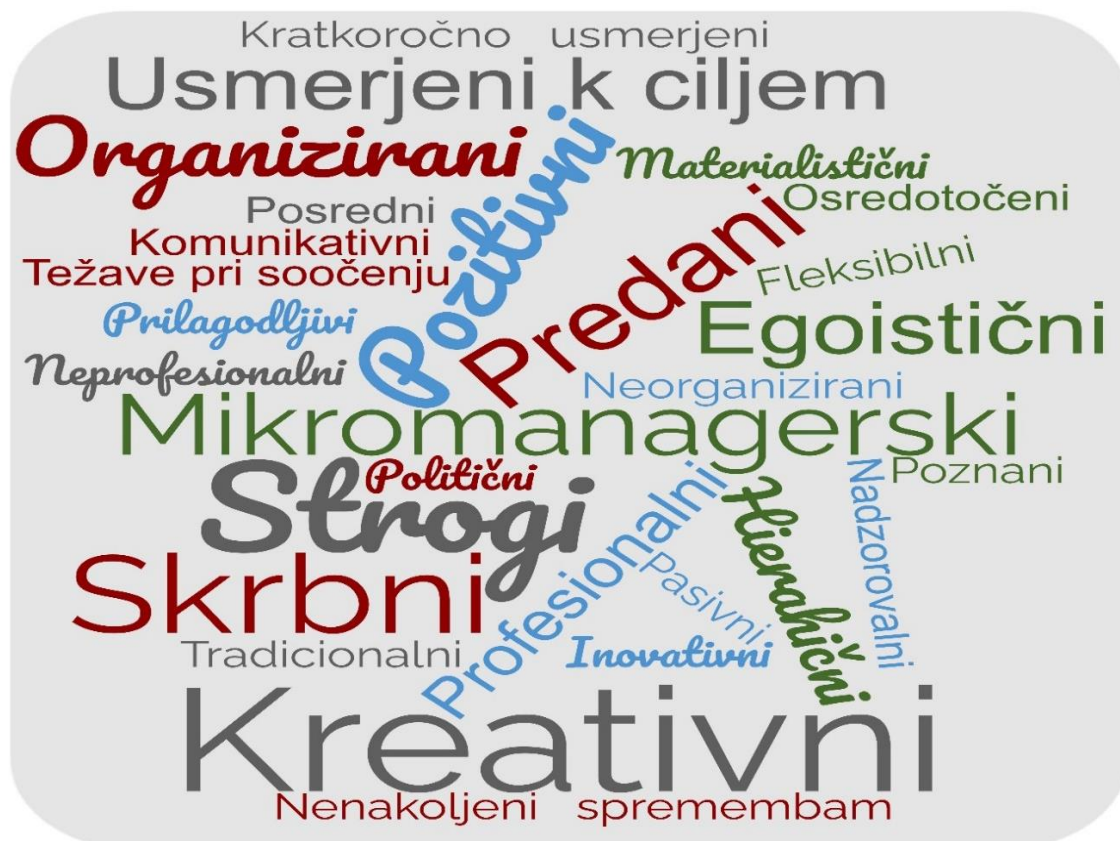 Kratkoročno usmerjeni
Usmerjeni k ciljem
Organizirani
Pozitivni
Materialistični
Predani
Osredotočeni
Posredni
Komunikativni
Težave pri soočenju
Fleksibilni
Prilagodljivi
Egoistični
Neprofesionalni
Neorganizirani
Mikromanagerski
Politični
Strogi
Profesionalni
Poznani
Nadzorovalni
Hierahični
Skrbni
Pasivni
Tradicionalni
Inovativni
Kreativni
Nenakoljeni spremembam